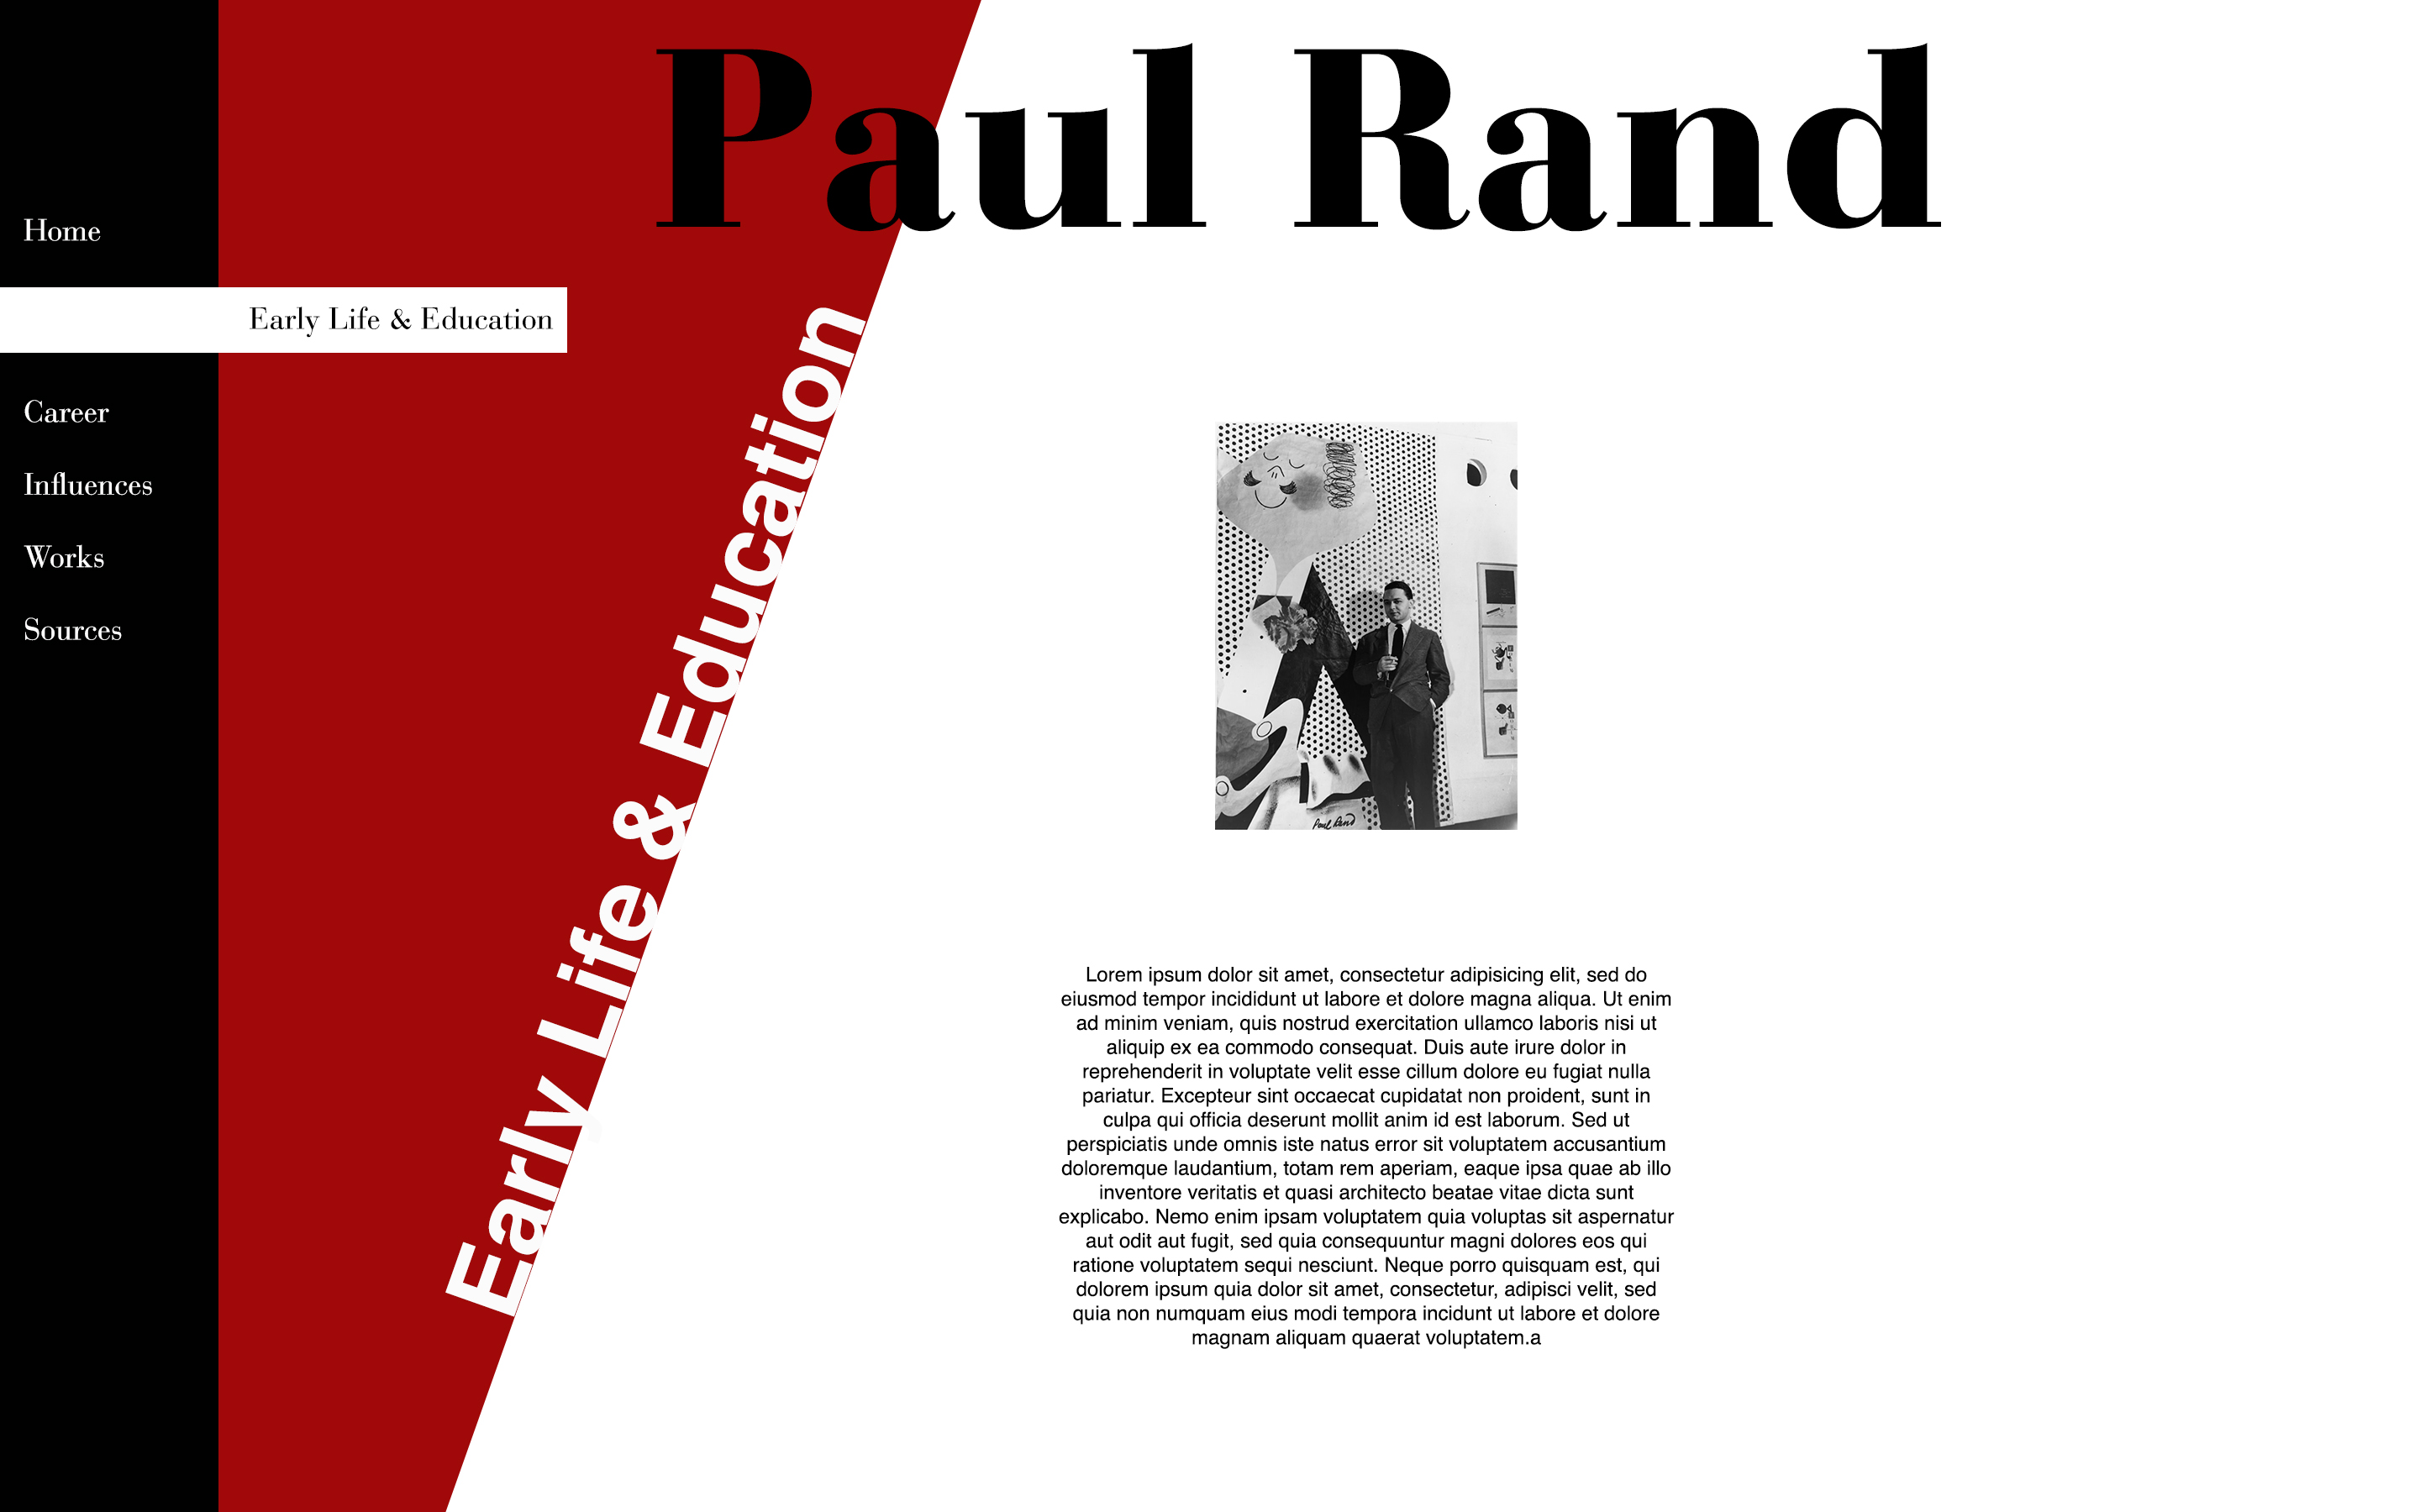 Paul Rand
Home
Early Life & Education
Career
Influences
Works
Sources
Early Life & Education
Paul Rand
Lorem ipsum dolor sit amet, consectetur adipisicing elit, sed do
eiusmod tempor incididunt ut labore et dolore magna aliqua. Ut enim
ad minim veniam, quis nostrud exercitation ullamco laboris nisi ut
aliquip ex ea commodo consequat. Duis aute irure dolor in
reprehenderit in voluptate velit esse cillum dolore eu fugiat nulla
pariatur. Excepteur sint occaecat cupidatat non proident, sunt in
culpa qui officia deserunt mollit anim id est laborum. Sed ut
perspiciatis unde omnis iste natus error sit voluptatem accusantium
doloremque laudantium, totam rem aperiam, eaque ipsa quae ab illo
inventore veritatis et quasi architecto beatae vitae dicta sunt
explicabo. Nemo enim ipsam voluptatem quia voluptas sit aspernatur
aut odit aut fugit, sed quia consequuntur magni dolores eos qui
ratione voluptatem sequi nesciunt. Neque porro quisquam est, qui
dolorem ipsum quia dolor sit amet, consectetur, adipisci velit, sed
quia non numquam eius modi tempora incidunt ut labore et dolore
magnam aliquam quaerat voluptatem.a